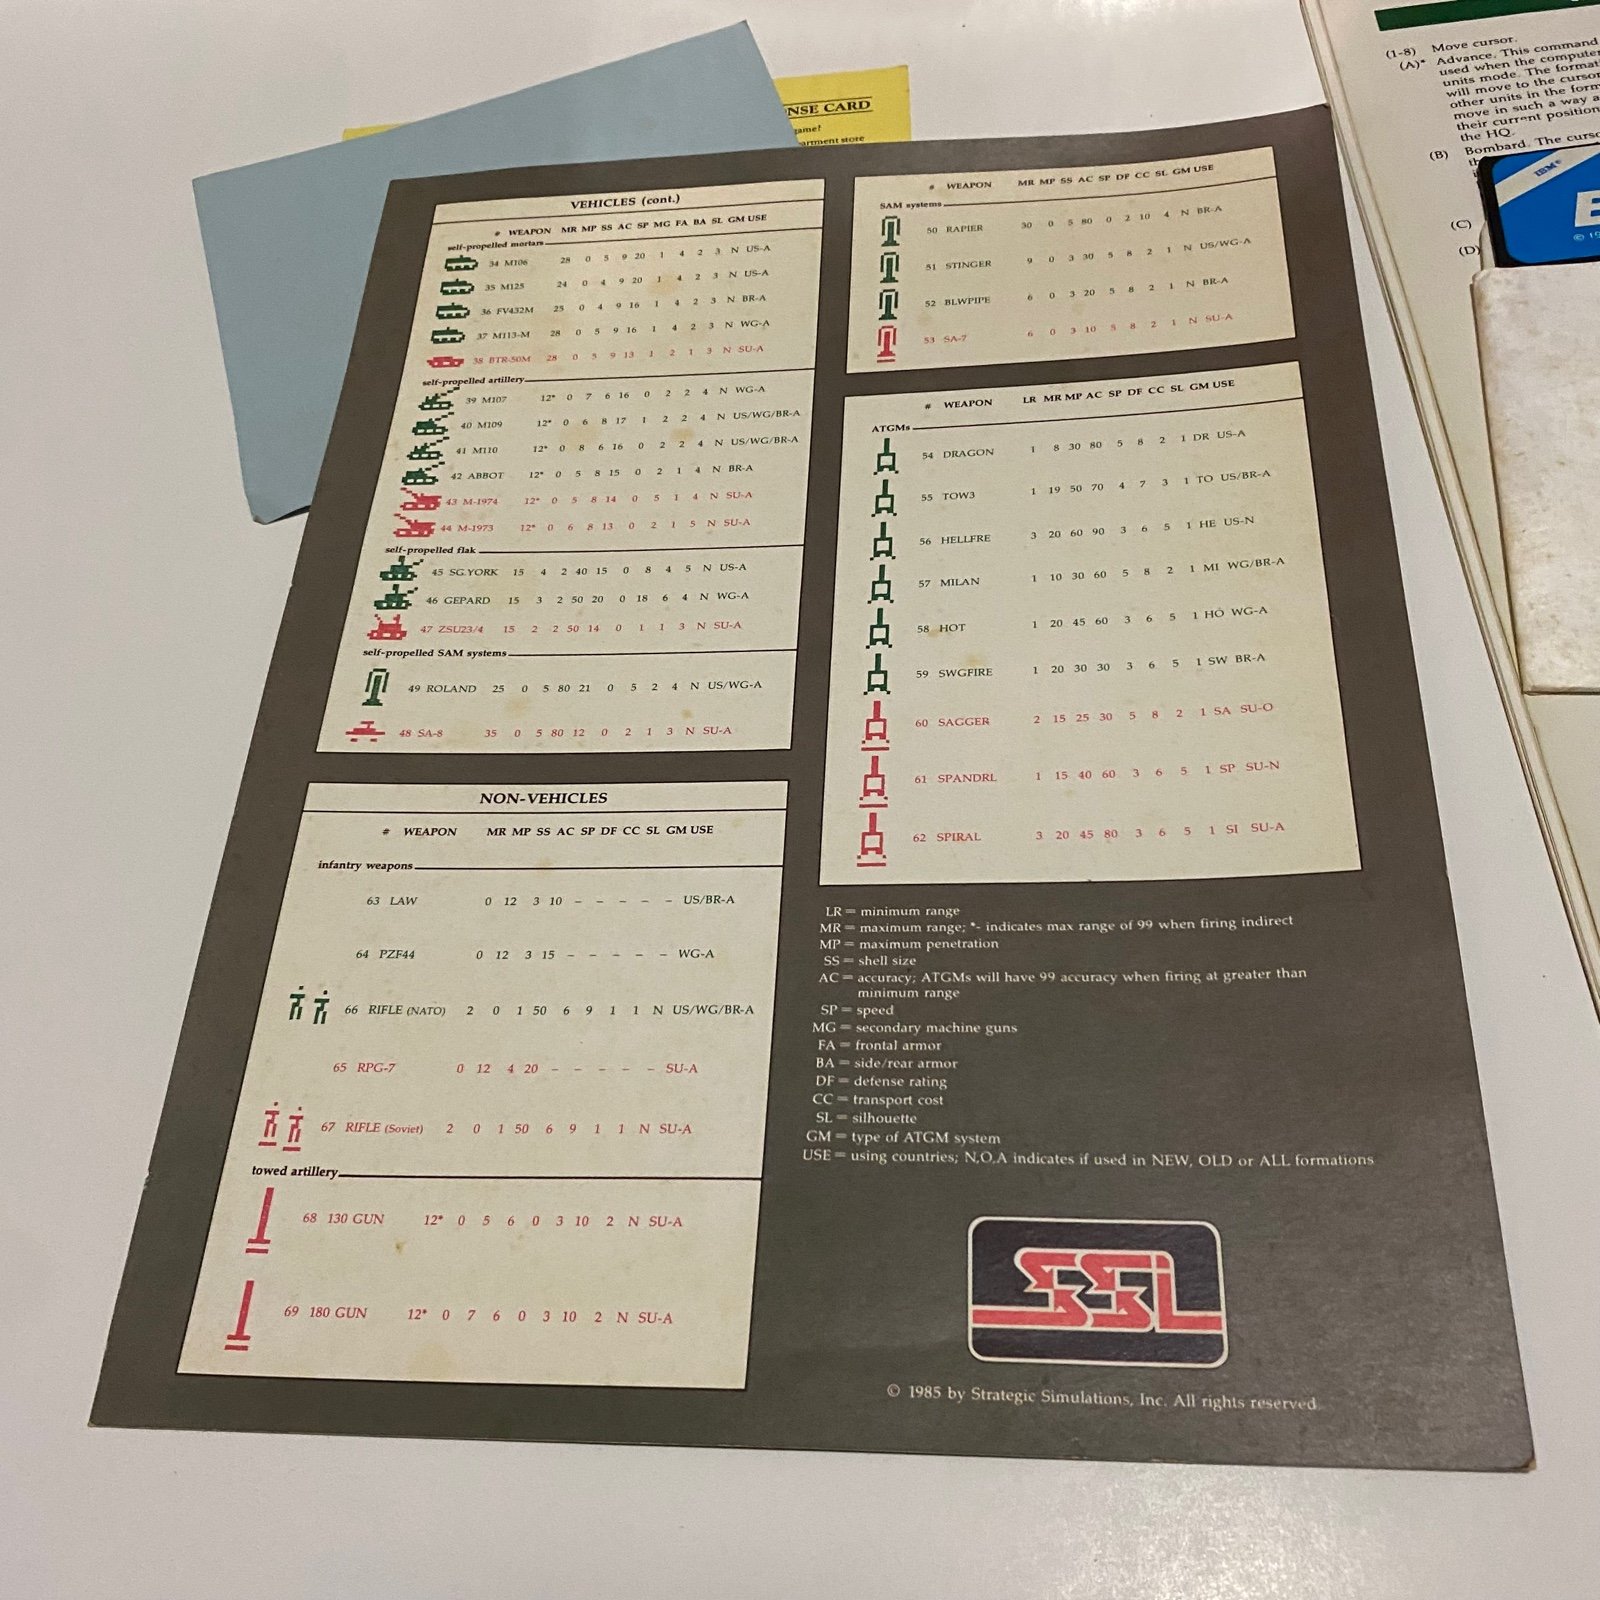 NSE CARD
game?
artment store
(1-8) Move cursor.
(A)* Advance. This command
used when the computer
units mode. The format
will move to the cursor
other units in the form
move in such a way a
their current position
the HQ.
(B) Bombard. The curso
(C)
(D)
IBM®
VEHICLES (cont.)
# WEAPON MR MP SS AC SP MG FA BA SL GM USE
self-propelled mortars
34 M106 28 0 5 9 20 1 4 2 3 N US-A
35 M125 24 0 4 9 20 1 4 2 3 N US-A
36 FV432M 25 0 4 9 16 1 4 2 3 N BR-A
37 M113-M 28 0 5 9 16 1 4 2 3 N WG-A
38 BTR-50M 28 0 5 9 13 1 2 1 3 N SU-A
self-propelled artillery
39 M107 12* 0 7 6 16 0 2 2 4 N WG-A
40 M109 12* 0 6 8 17 1 2 2 4 N US/WG/BR-A
41 M110 12* 0 8 6 16 0 2 2 4 N US/WG/BR-A
42 ABBOT 12* 0 5 8 15 0 2 1 4 N BR-A
43 M-1974 12* 0 5 8 14 0 5 1 4 N SU-A
44 M-1973 12* 0 6 8 13 0 2 1 5 N SU-A
self-propelled flak
45 SG.YORK 15 4 2 40 15 0 8 4 5 N US-A
46 GEPARD 15 3 2 50 20 0 18 6 4 N WG-A
47 ZSU23/4 15 2 2 50 14 0 1 1 3 N SU-A
self-propelled SAM systems
49 ROLAND 25 0 5 80 21 0 5 2 4 N US/WG-A
48 SA-8 35 0 5 80 12 0 2 1 3 N SU-A
NON-VEHICLES
# WEAPON MR MP SS AC SP DF CC SL GM USE
infantry weapons
63 LAW 0 12 3 10 – – – – – US/BR-A
64 PZF44 0 12 3 15 – – – – – WG-A
66 RIFLE (NATO) 2 0 1 50 6 9 1 1 N US/WG/BR-A
65 RPG-7 0 12 4 20 – – – – – SU-A
67 RIFLE (Soviet) 2 0 1 50 6 9 1 1 N SU-A
towed artillery
68 130 GUN 12* 0 5 6 0 3 10 2 N SU-A
69 180 GUN 12* 0 7 6 0 3 10 2 N SU-A
# WEAPON MR MP SS AC SP DF CC SL GM USE
SAM systems
50 RAPIER 30 0 5 80 0 2 10 4 N BR-A
51 STINGER 9 0 3 30 5 8 2 1 N US/WG-A
52 BLWPIPE 6 0 3 20 5 8 2 1 N BR-A
53 SA-7 6 0 3 10 5 8 2 1 N SU-A
# WEAPON LR MR MP AC SP DF CC SL GM USE
ATGMs
54 DRAGON 1 8 30 80 5 8 2 1 DR US-A
55 TOW3 1 19 50 70 4 7 3 1 TO US/BR-A
56 HELLFRE 3 20 60 90 3 6 5 1 HE US-N
57 MILAN 1 10 30 60 5 8 2 1 MI WG/BR-A
58 HOT 1 20 45 60 3 6 5 1 HO WG-A
59 SWGFIRE 1 20 30 30 3 6 5 1 SW BR-A
60 SAGGER 2 15 25 30 5 8 2 1 SA SU-O
61 SPANDRL 1 15 40 60 3 6 5 1 SP SU-N
62 SPIRAL 3 20 45 80 3 6 5 1 SI SU-A
LR = minimum range
MR = maximum range; *- indicates max range of 99 when firing indirect
MP = maximum penetration
SS = shell size
AC = accuracy; ATGMs will have 99 accuracy when firing at greater than
minimum range
SP = speed
MG = secondary machine guns
FA = frontal armor
BA = side/rear armor
DF = defense rating
CC = transport cost
SL = silhouette
GM = type of ATGM system
USE = using countries; N,O,A indicates if used in NEW, OLD or ALL formations
SSI
© 1985 by Strategic Simulations, Inc. All rights reserved.